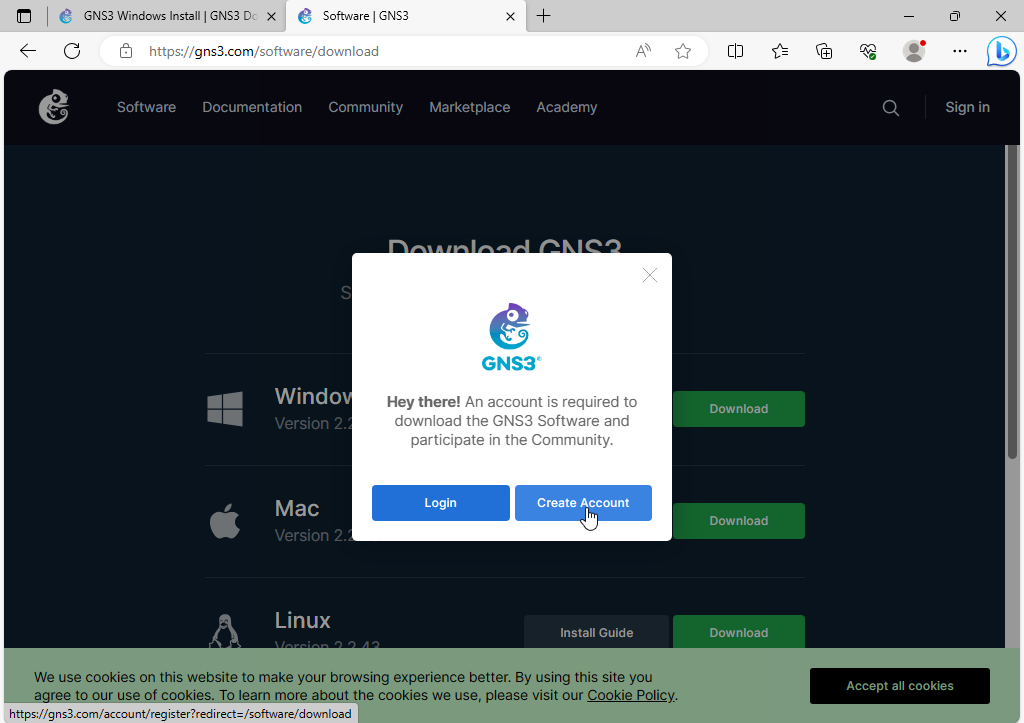 GNS3 Windows Install | GNS3 Do
Software | GNS3
https://gns3.com/software/download
Software
Documentation
Community
Marketplace
Academy
Sign in
Download GNS3
S
GNS3®
Hey there! An account is required to
download the GNS3 Software and
participate in the Community.
Login
Create Account
Window
Version 2.2
Download
Mac
Version 2.2
Download
Linux
Version 2.2.43
Install Guide
Download
We use cookies on this website to make your browsing experience better. By using this site you
agree to our use of cookies. To learn more about the cookies we use, please visit our Cookie Policy.
Accept all cookies
https://gns3.com/account/register?redirect=/software/download